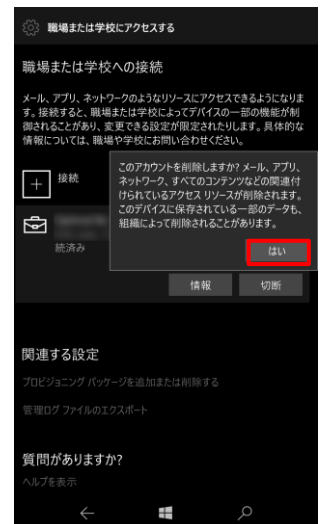 職場または学校にアクセスする
職場または学校への接続
メール、アプリ、ネットワークのようなリソースにアクセスできるようになりま
す。接続すると、職場または学校によってデバイスの一部の機能が制
御されることがあり、変更できる設定が限定されたりします。具体的な
情報については、職場や学校にお問い合わせください。
接続
このアカウントを削除しますか? メール、アプリ、
ネットワーク、すべてのコンテンツなどの関連付
けられているアクセス リソースが削除されます。
このデバイスに保存されている一部のデータも、
組織によって削除されることがあります。
はい
続済み
情報
切断
関連する設定
プロビジョニング パッケージを追加または削除する
管理ログ ファイルのエクスポート
質問がありますか?
ヘルプを表示